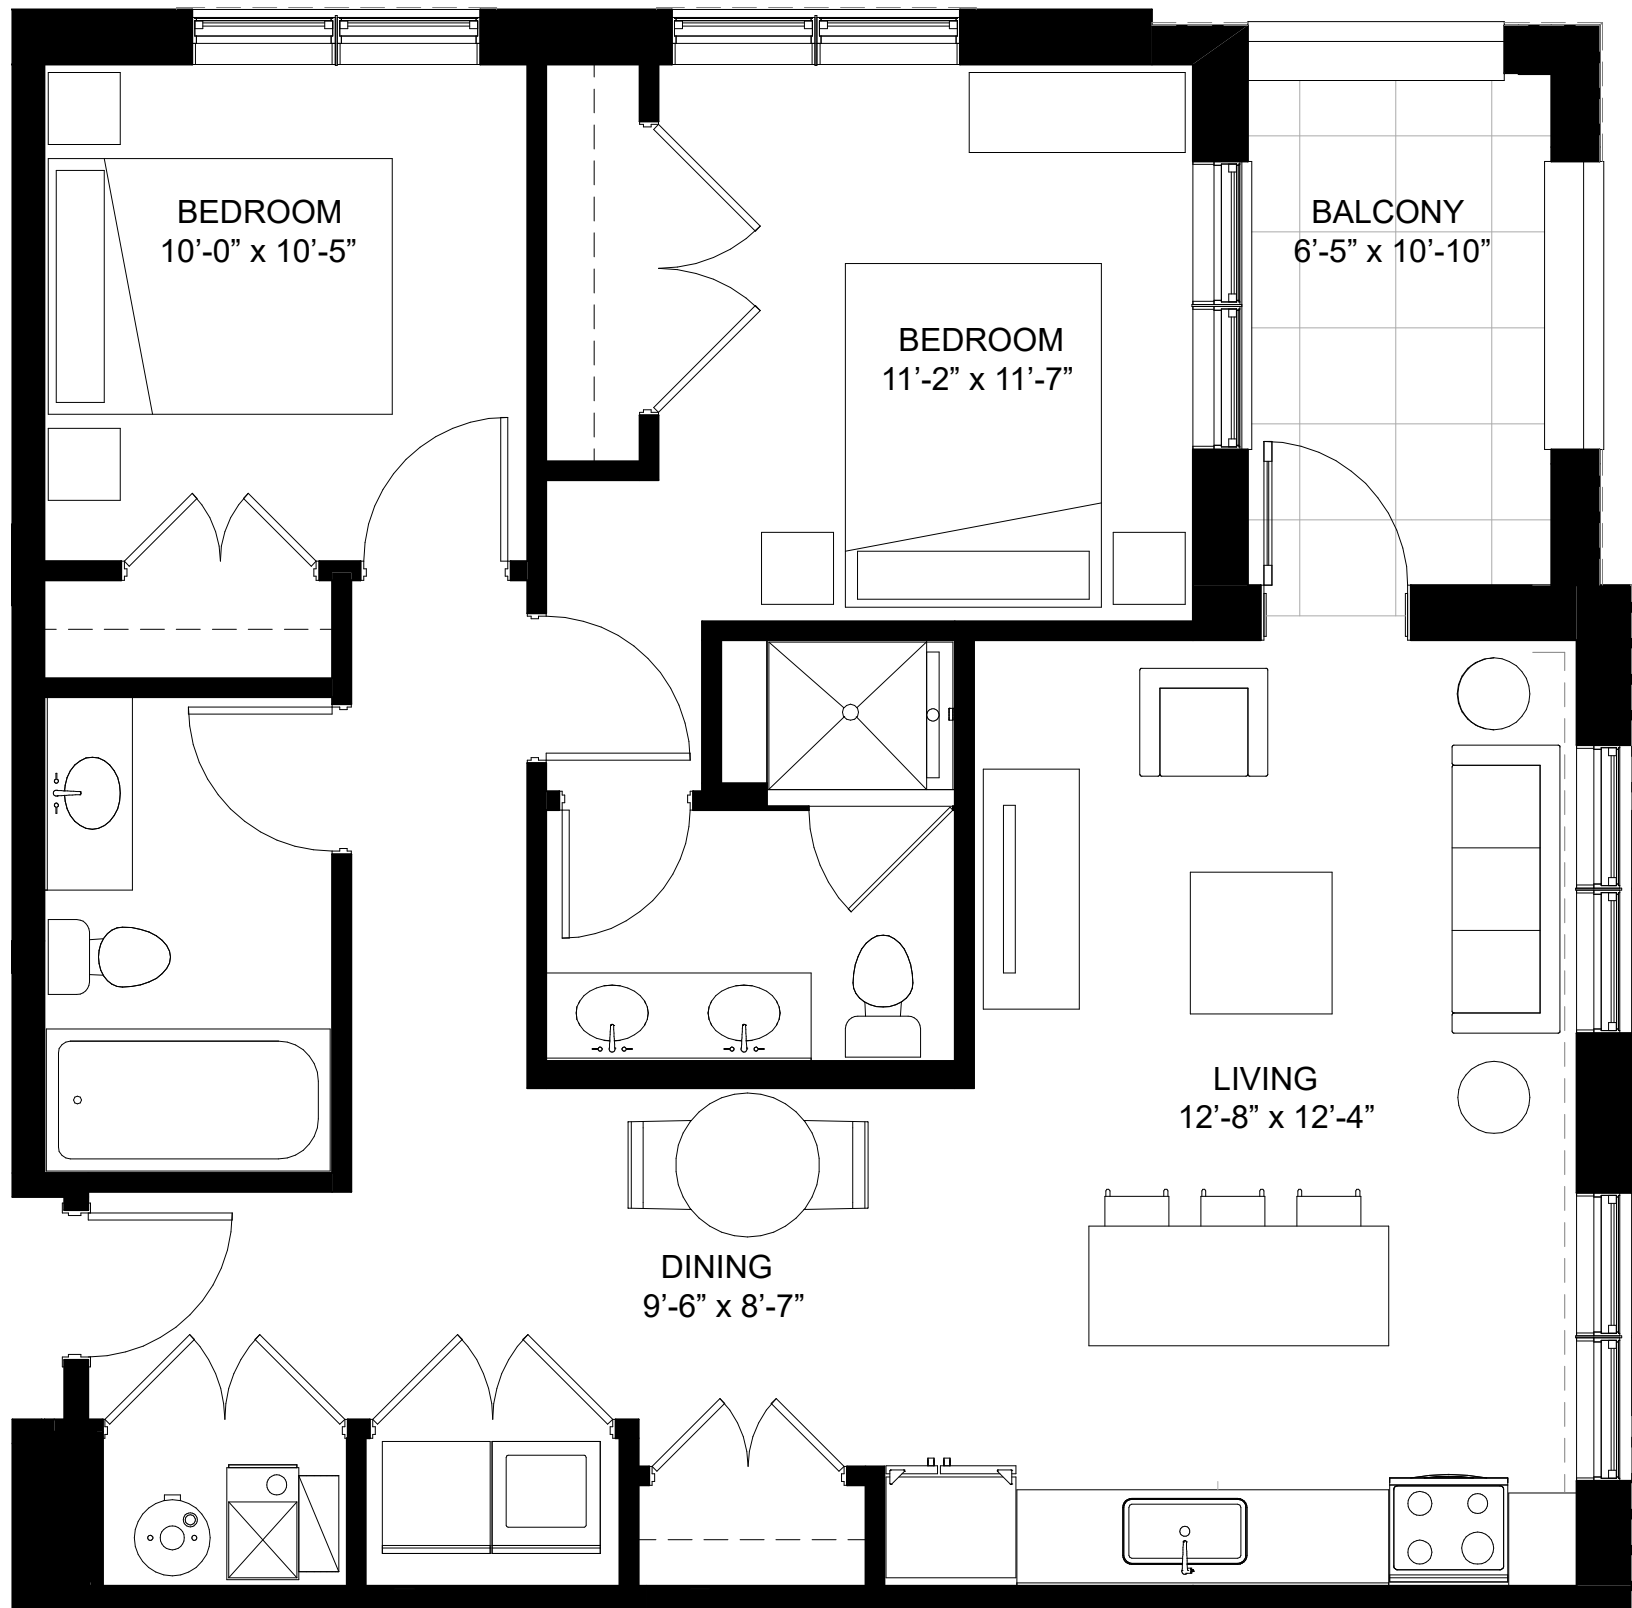 BEDROOM
10’-0” x 10’-5”
BALCONY
6’-5” x 10’-10”
BEDROOM
11’-2” x 11’-7”
LIVING
12’-8” x 12’-4”
DINING
9’-6” x 8’-7”